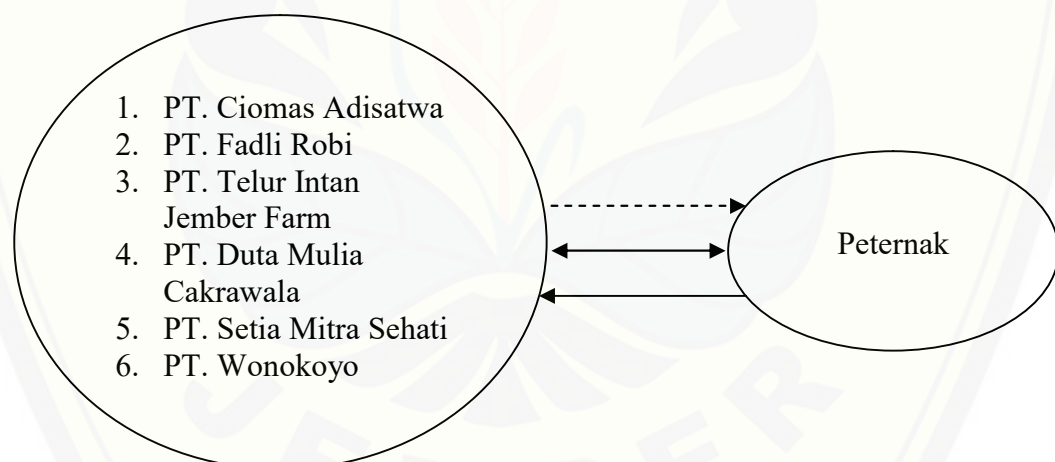 1. PT. Ciomas Adisatwa
2. PT. Fadli Robi
3. PT. Telur Intan
Jember Farm
4. PT. Duta Mulia
Cakrawala
5. PT. Setia Mitra Sehati
6. PT. Wonokoyo
Peternak